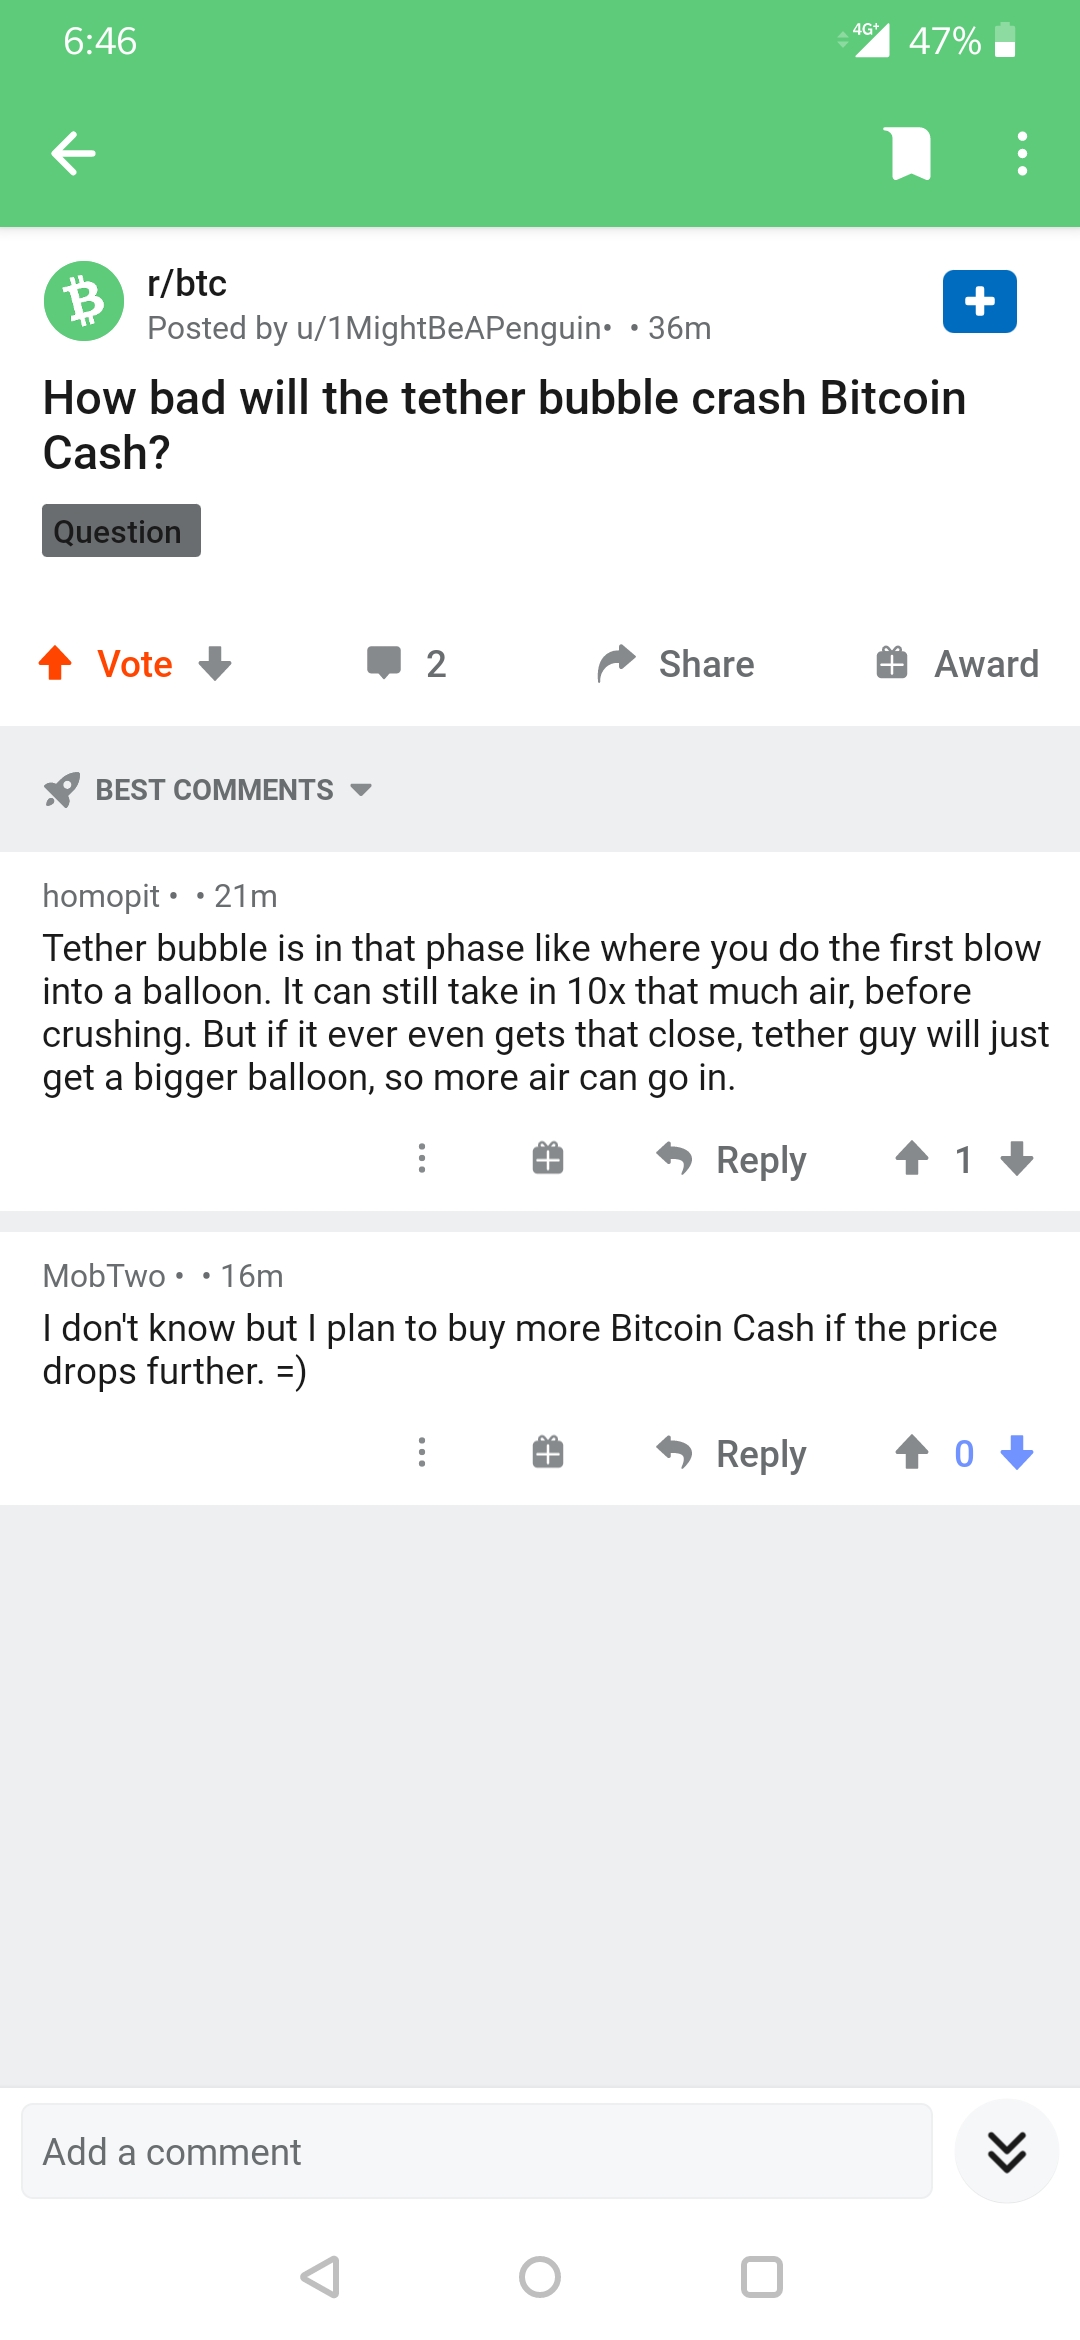 6:46
4G+ 47%
r/btc
Posted by u/1MightBeAPenguin• • 36m
How bad will the tether bubble crash Bitcoin
Cash?
Question
Vote 2 Share Award
BEST COMMENTS
homopit • • 21m
Tether bubble is in that phase like where you do the first blow
into a balloon. It can still take in 10x that much air, before
crushing. But if it ever even gets that close, tether guy will just
get a bigger balloon, so more air can go in.
Reply 1
MobTwo • • 16m
I don't know but I plan to buy more Bitcoin Cash if the price
drops further. =)
Reply 0
Add a comment